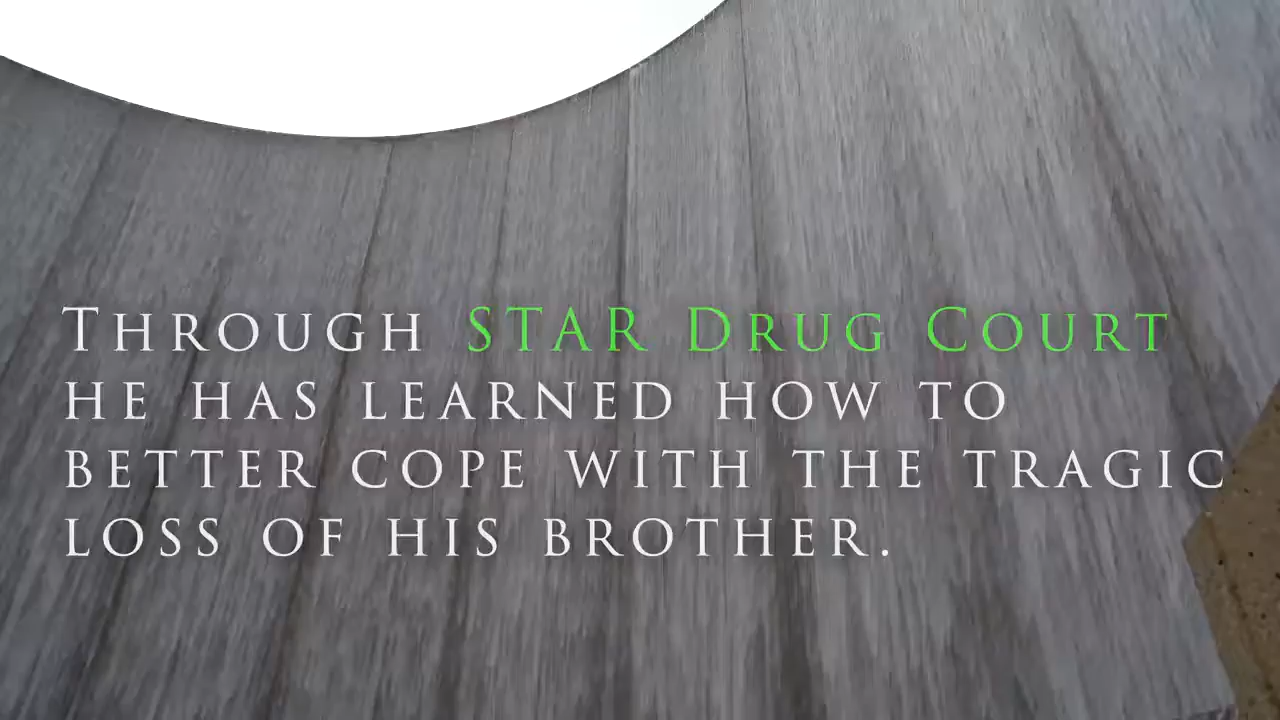 Through STAR Drug Court
he has learned how to
better cope with the tragic
loss of his brother.